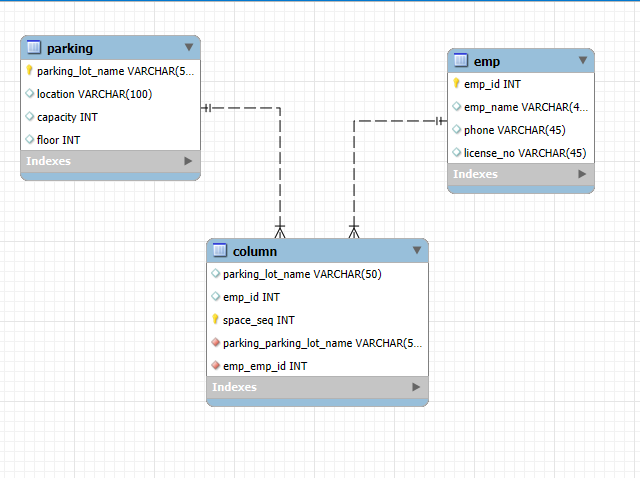 parking
parking_lot_name VARCHAR(5...
location VARCHAR(100)
capacity INT
floor INT
Indexes
emp
emp_id INT
emp_name VARCHAR(4...
phone VARCHAR(45)
license_no VARCHAR(45)
Indexes
column
parking_lot_name VARCHAR(50)
emp_id INT
space_seq INT
parking_parking_lot_name VARCHAR(5...
emp_emp_id INT
Indexes